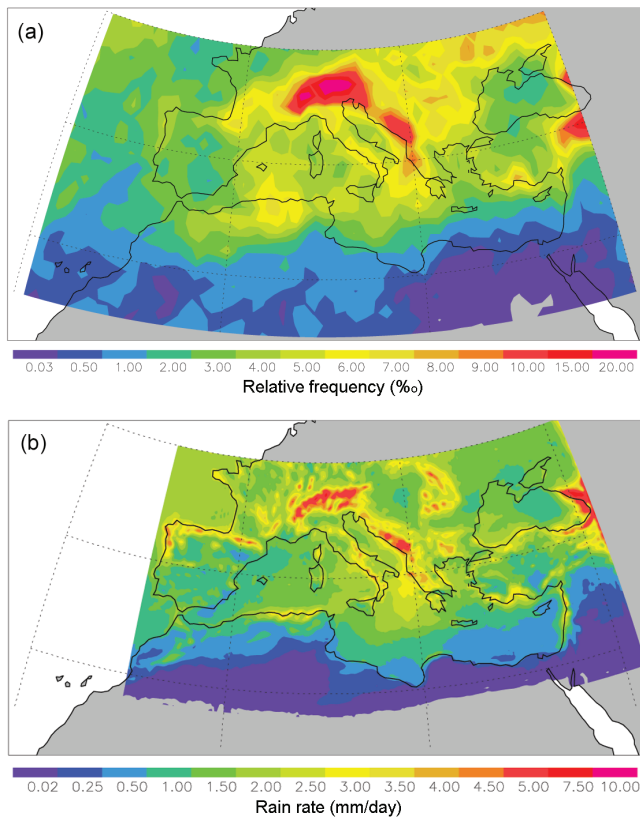 (a)
0.03 0.50 1.00 2.00 3.00 4.00 5.00 6.00 7.00 8.00 9.00 10.00 15.00 20.00
Relative frequency (‰)
(b)
0.02 0.25 0.50 1.00 1.50 2.00 2.50 3.00 3.50 4.00 4.50 5.00 7.50 10.00
Rain rate (mm/day)